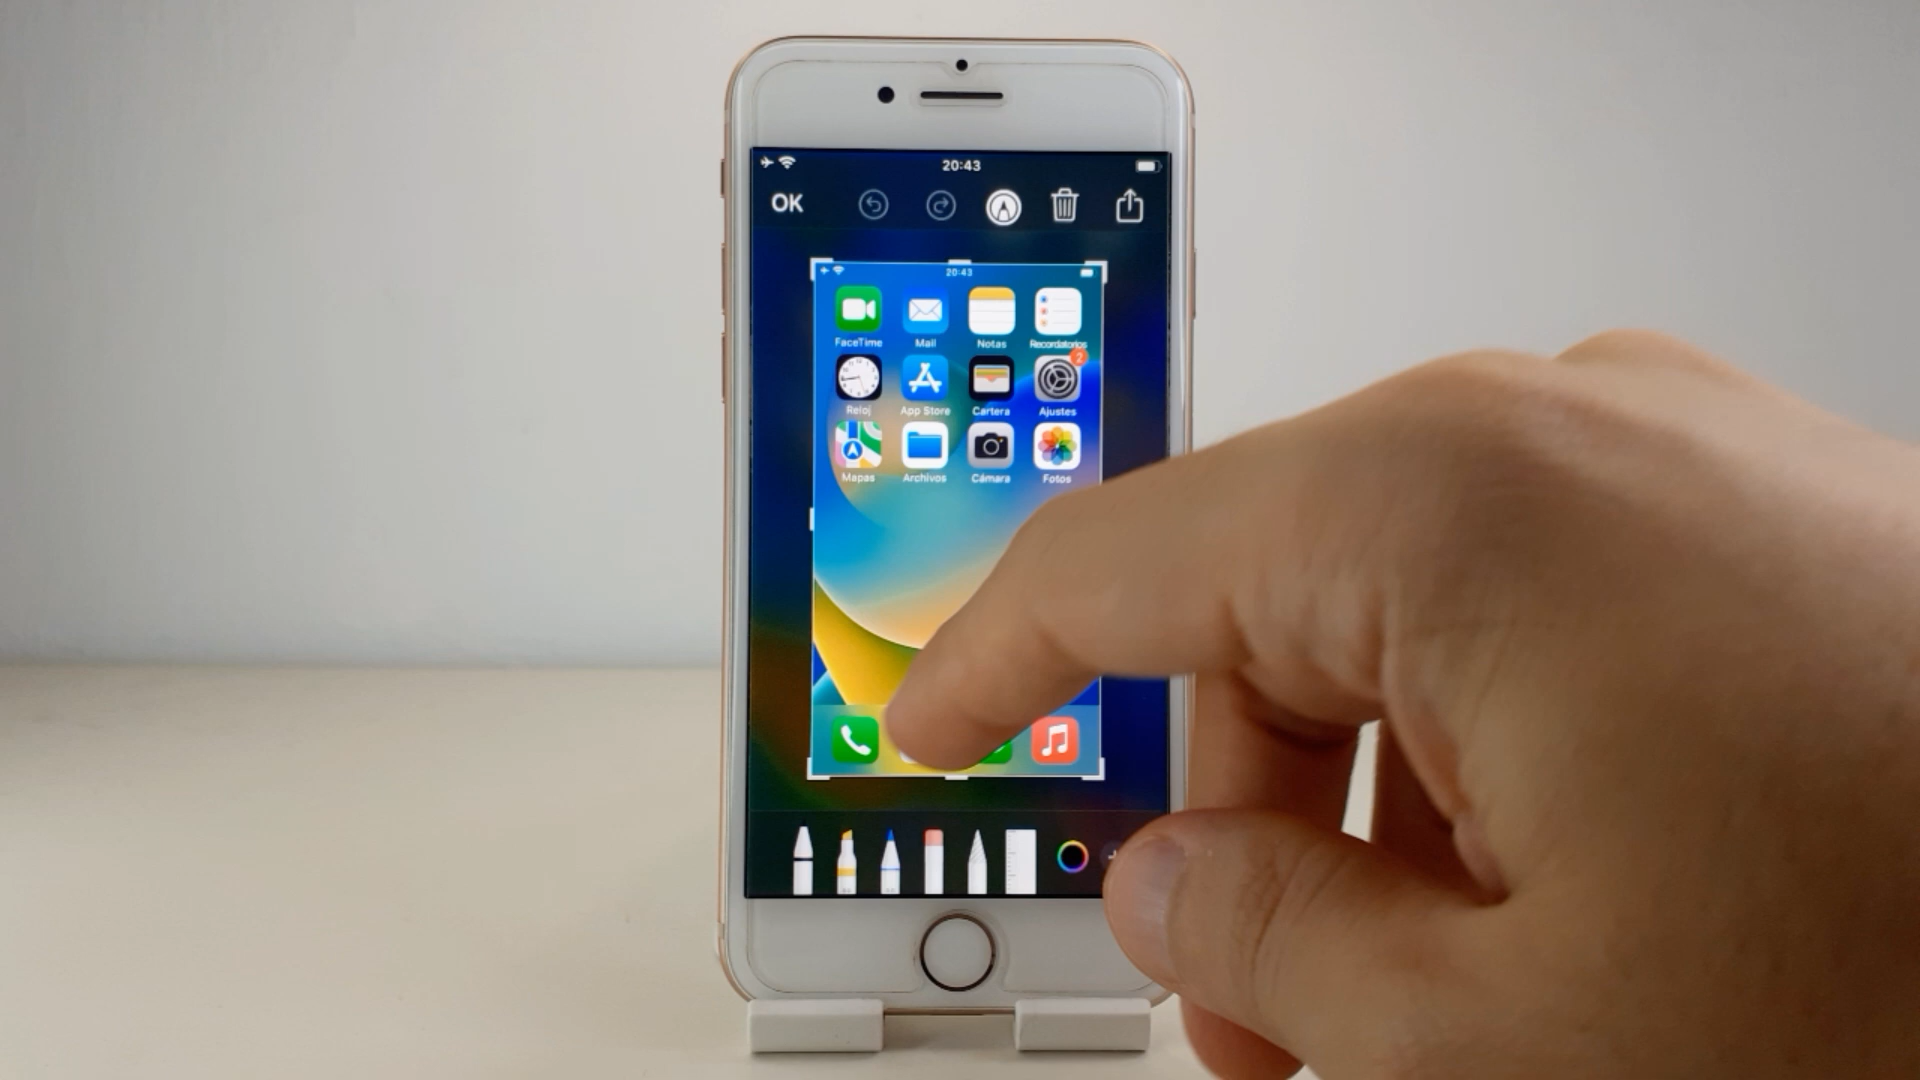 20:43
OK
20:43
FaceTime Mail Notas Recordatorios
2
Reloj App Store Cartera Ajustes
Mapas Archivos Cámara Fotos